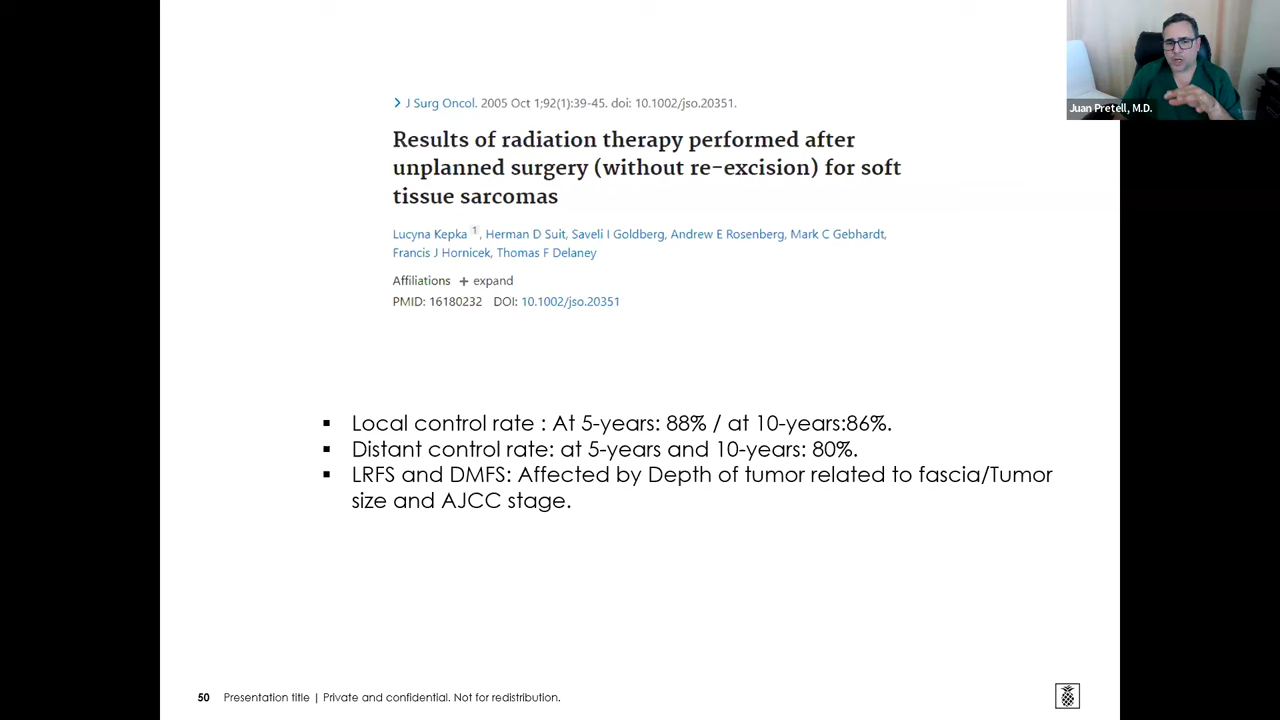 J Surg Oncol. 2005 Oct 1;92(1):39-45. doi: 10.1002/jso.20351.
Results of radiation therapy performed after
unplanned surgery (without re-excision) for soft
tissue sarcomas
Lucyna Kepka 1, Herman D Suit, Saveli I Goldberg, Andrew E Rosenberg, Mark C Gebhardt,
Francis J Hornicek, Thomas F Delaney
Affiliations + expand
PMID: 16180232 DOI: 10.1002/jso.20351
Juan Pretell, M.D.
▪ Local control rate : At 5-years: 88% / at 10-years:86%.
▪ Distant control rate: at 5-years and 10-years: 80%.
▪ LRFS and DMFS: Affected by Depth of tumor related to fascia/Tumor
size and AJCC stage.
50 Presentation title | Private and confidential. Not for redistribution.